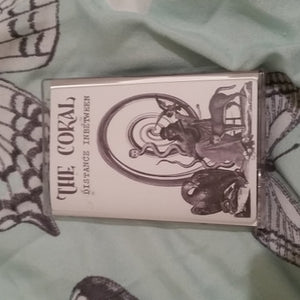 THE CORAL
DISTANCE INBETWEEN